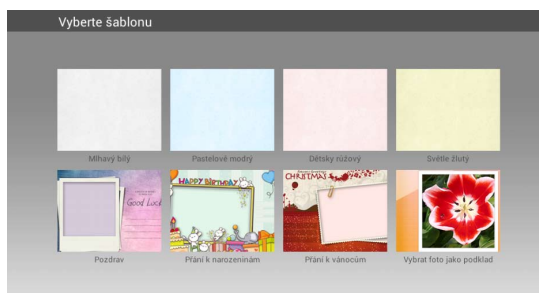 Vyberte šablonu
Mlhavý bílý
Pastelově modrý
Dětsky růžový
Světle žlutý
Good Luck
HAPPY BIRTHDAY
CHRISTMAS
Pozdrav
Přání k narozeninám
Přání k vánocům
Vybrat foto jako podklad